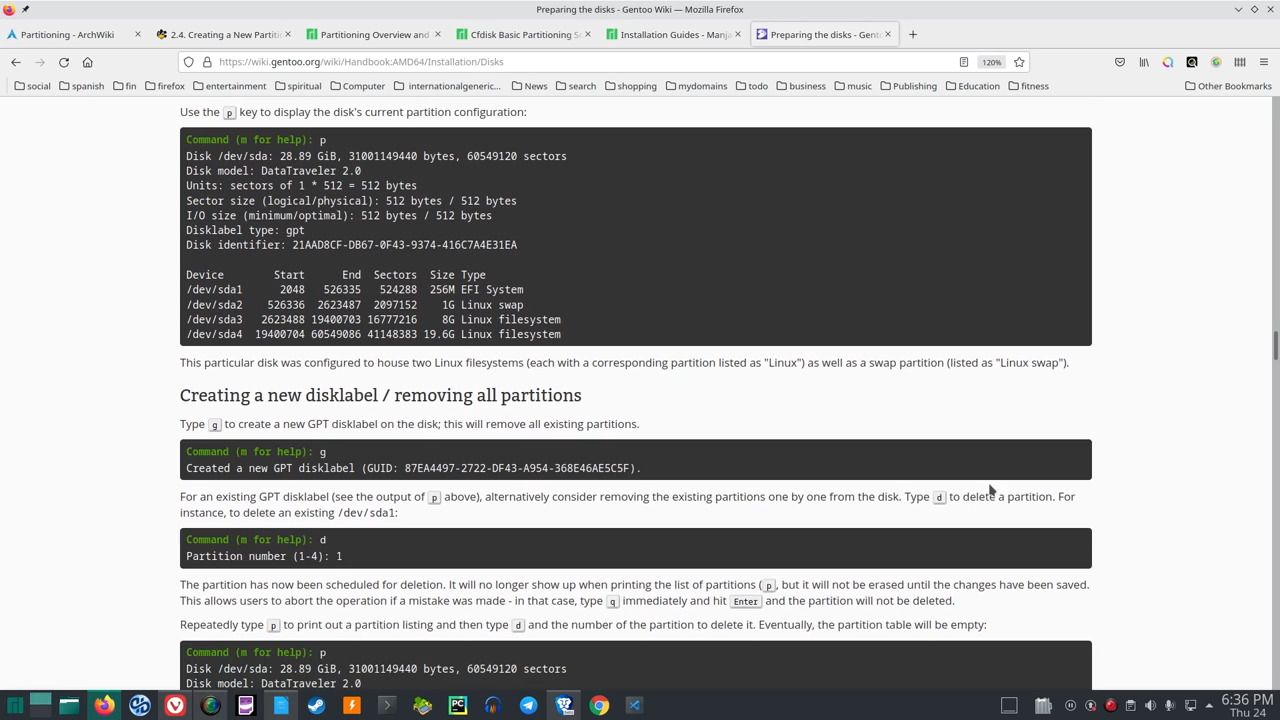 Preparing the disks - Gentoo Wiki — Mozilla Firefox
Partitioning - ArchWiki
2.4. Creating a New Partiti
Partitioning Overview and
Cfdisk Basic Partitioning S
Installation Guides - Manja
Preparing the disks - Gent
https://wiki.gentoo.org/wiki/Handbook:AMD64/Installation/Disks
120%
social
spanish
fin
firefox
entertainment
spiritual
Computer
internationalgeneric...
News
search
shopping
mydomains
todo
business
music
Publishing
Education
fitness
Other Bookmarks
Use the p key to display the disk's current partition configuration:
Command (m for help): p
Disk /dev/sda: 28.89 GiB, 31001149440 bytes, 60549120 sectors
Disk model: DataTraveler 2.0
Units: sectors of 1 * 512 = 512 bytes
Sector size (logical/physical): 512 bytes / 512 bytes
I/O size (minimum/optimal): 512 bytes / 512 bytes
Disklabel type: gpt
Disk identifier: 21AAD8CF-DB67-0F43-9374-416C7A4E31EA
Device Start End Sectors Size Type
/dev/sda1 2048 526335 524288 256M EFI System
/dev/sda2 526336 2623487 2097152 1G Linux swap
/dev/sda3 2623488 19400703 16777216 8G Linux filesystem
/dev/sda4 19400704 60549086 41148383 19.6G Linux filesystem
This particular disk was configured to house two Linux filesystems (each with a corresponding partition listed as "Linux") as well as a swap partition (listed as "Linux swap").
Creating a new disklabel / removing all partitions
Type g to create a new GPT disklabel on the disk; this will remove all existing partitions.
Command (m for help): g
Created a new GPT disklabel (GUID: 87EA4497-2722-DF43-A954-368E46AE5C5F).
For an existing GPT disklabel (see the output of p above), alternatively consider removing the existing partitions one by one from the disk. Type d to delete a partition. For
instance, to delete an existing /dev/sda1:
Command (m for help): d
Partition number (1-4): 1
The partition has now been scheduled for deletion. It will no longer show up when printing the list of partitions (p, but it will not be erased until the changes have been saved.
This allows users to abort the operation if a mistake was made - in that case, type q immediately and hit Enter and the partition will not be deleted.
Repeatedly type p to print out a partition listing and then type d and the number of the partition to delete it. Eventually, the partition table will be empty:
Command (m for help): p
Disk /dev/sda: 28.89 GiB, 31001149440 bytes, 60549120 sectors
Disk model: DataTraveler 2.0
6:36 PM
Thu 24